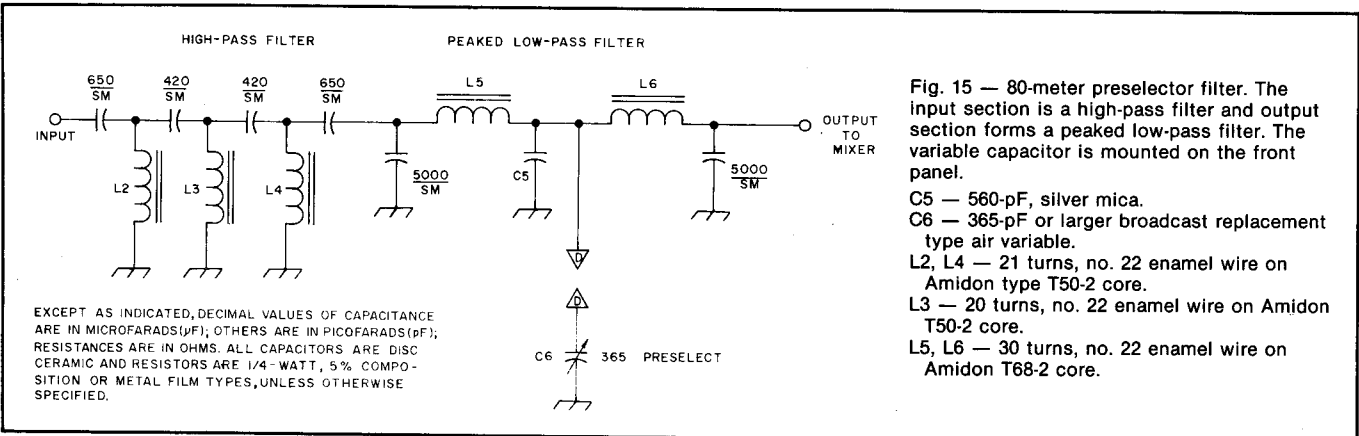 HIGH-PASS FILTER
PEAKED LOW-PASS FILTER
650
SM
420
SM
420
SM
650
SM
L5
L6
INPUT
OUTPUT
TO
MIXER
L2
L3
L4
5000
SM
C5
5000
SM
D
D
C6
365 PRESELECT
EXCEPT AS INDICATED, DECIMAL VALUES OF CAPACITANCE
ARE IN MICROFARADS(µF); OTHERS ARE IN PICOFARADS(pF);
RESISTANCES ARE IN OHMS. ALL CAPACITORS ARE DISC
CERAMIC AND RESISTORS ARE 1/4-WATT, 5% COMPO-
SITION OR METAL FILM TYPES, UNLESS OTHERWISE
SPECIFIED.
Fig. 15 — 80-meter preselector filter. The
input section is a high-pass filter and output
section forms a peaked low-pass filter. The
variable capacitor is mounted on the front
panel.
C5 — 560-pF, silver mica.
C6 — 365-pF or larger broadcast replacement
type air variable.
L2, L4 — 21 turns, no. 22 enamel wire on
Amidon type T50-2 core.
L3 — 20 turns, no. 22 enamel wire on Amidon
T50-2 core.
L5, L6 — 30 turns, no. 22 enamel wire on
Amidon T68-2 core.